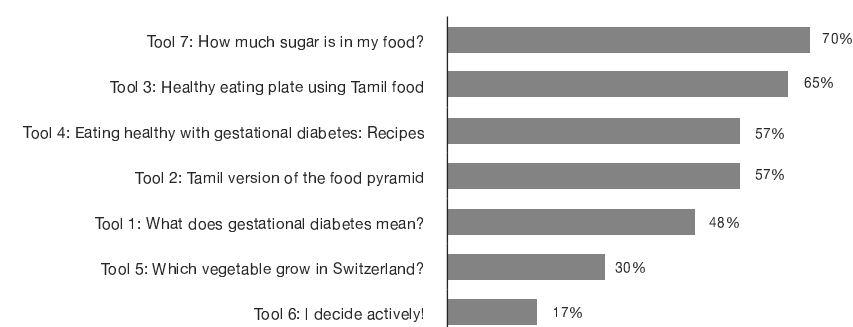 Tool 7: How much sugar is in my food? 70%
Tool 3: Healthy eating plate using Tamil food 65%
Tool 4: Eating healthy with gestational diabetes: Recipes 57%
Tool 2: Tamil version of the food pyramid 57%
Tool 1: What does gestational diabetes mean? 48%
Tool 5: Which vegetable grow in Switzerland? 30%
Tool 6: I decide actively! 17%